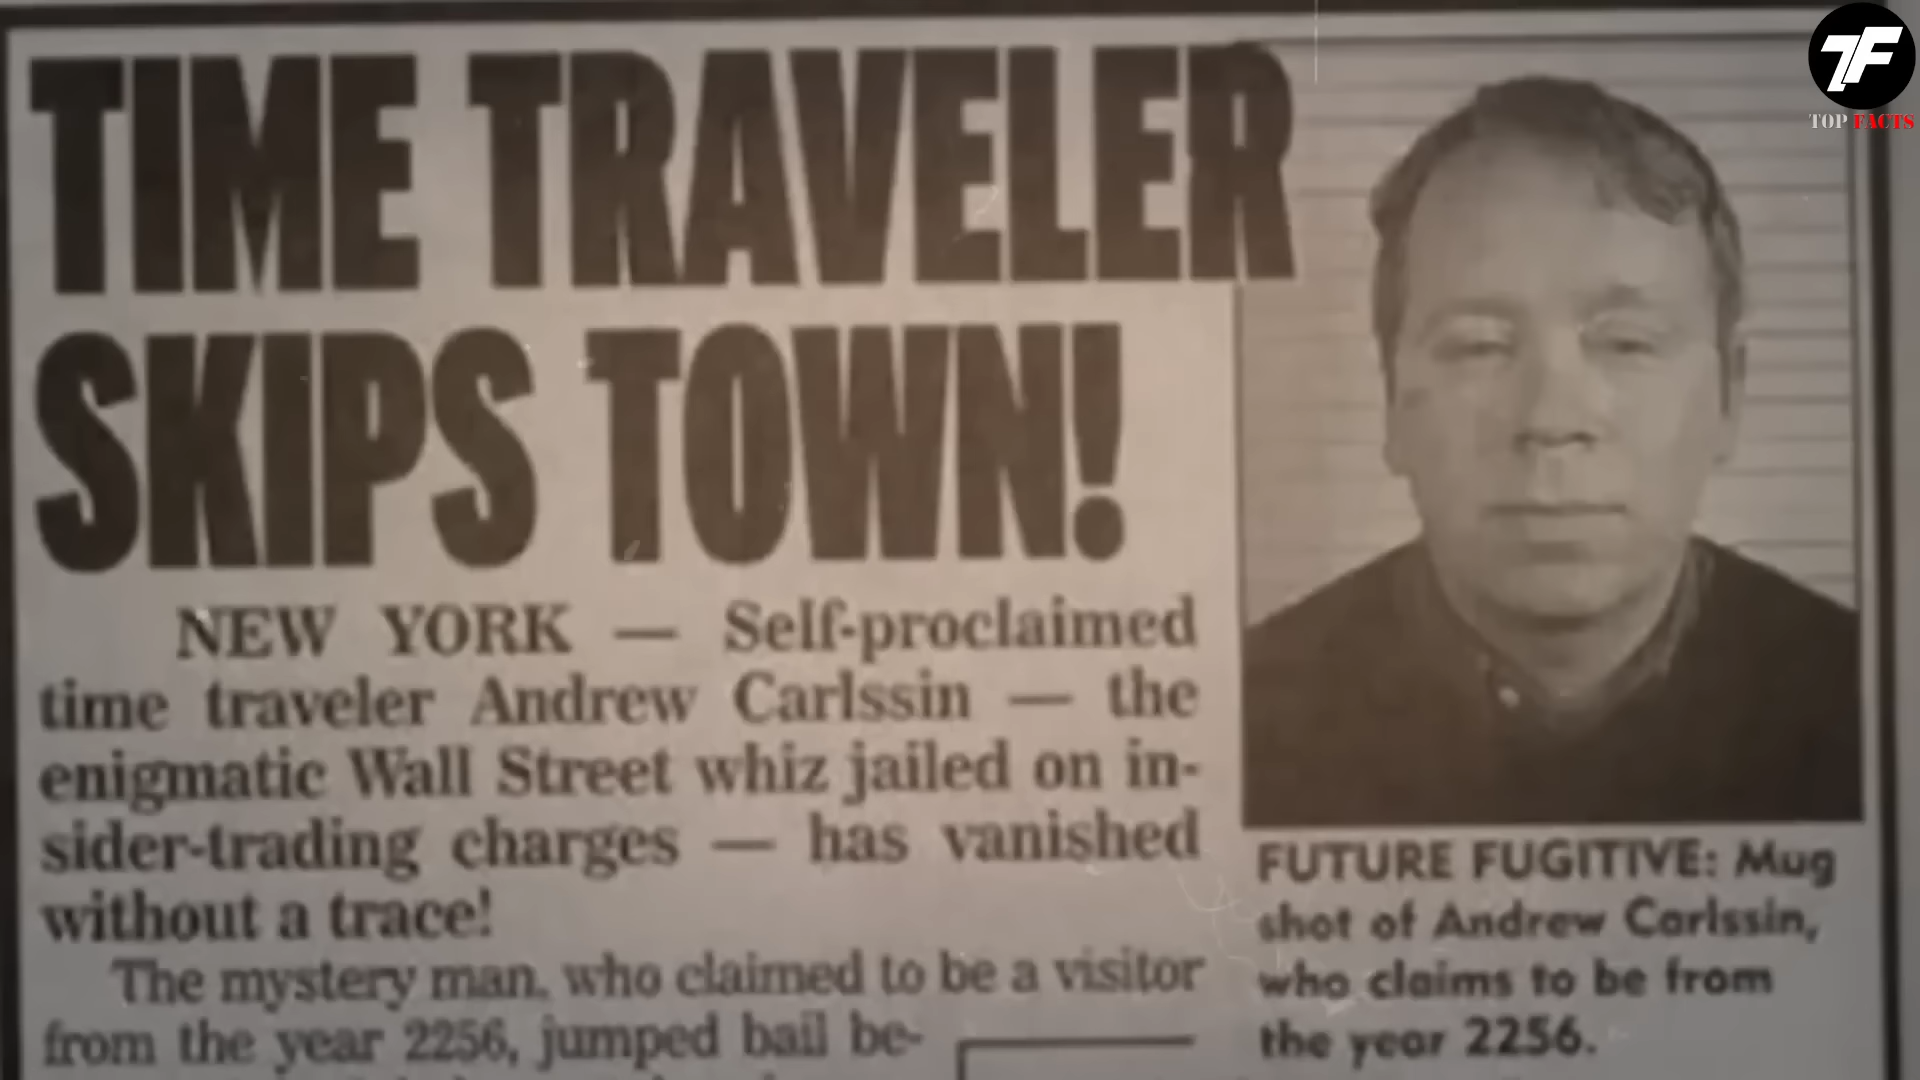 TIME TRAVELER
SKIPS TOWN!
NEW YORK — Self-proclaimed
time traveler Andrew Carlssin — the
enigmatic Wall Street whiz jailed on in-
sider-trading charges — has vanished
without a trace!
The mystery man, who claimed to be a visitor
from the year 2256, jumped bail be-
FUTURE FUGITIVE: Mug
shot of Andrew Carlssin,
who claims to be from
the year 2256.
TF
TOP FACTS